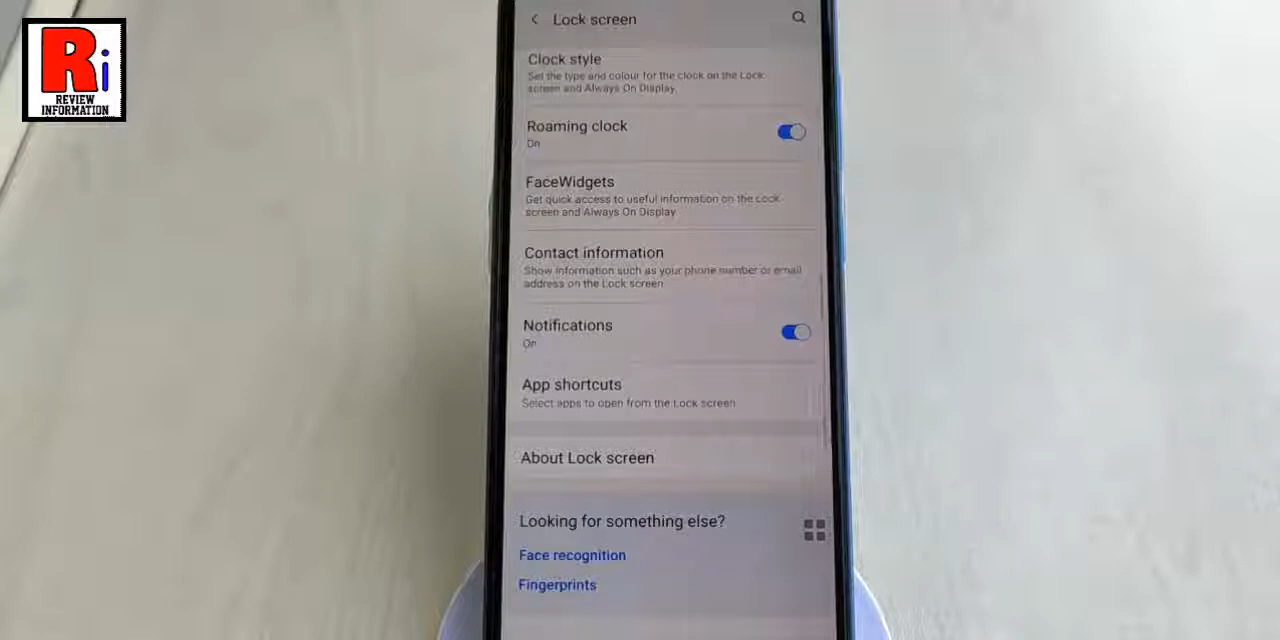 Ri
REVIEW
INFORMATION
Lock screen
Clock style
Set the type and colour for the clock on the Lock
screen and Always On Display.
Roaming clock
On
FaceWidgets
Get quick access to useful information on the Lock
screen and Always On Display
Contact information
Show information such as your phone number or email
address on the Lock screen
Notifications
On
App shortcuts
Select apps to open from the Lock screen
About Lock screen
Looking for something else?
Face recognition
Fingerprints